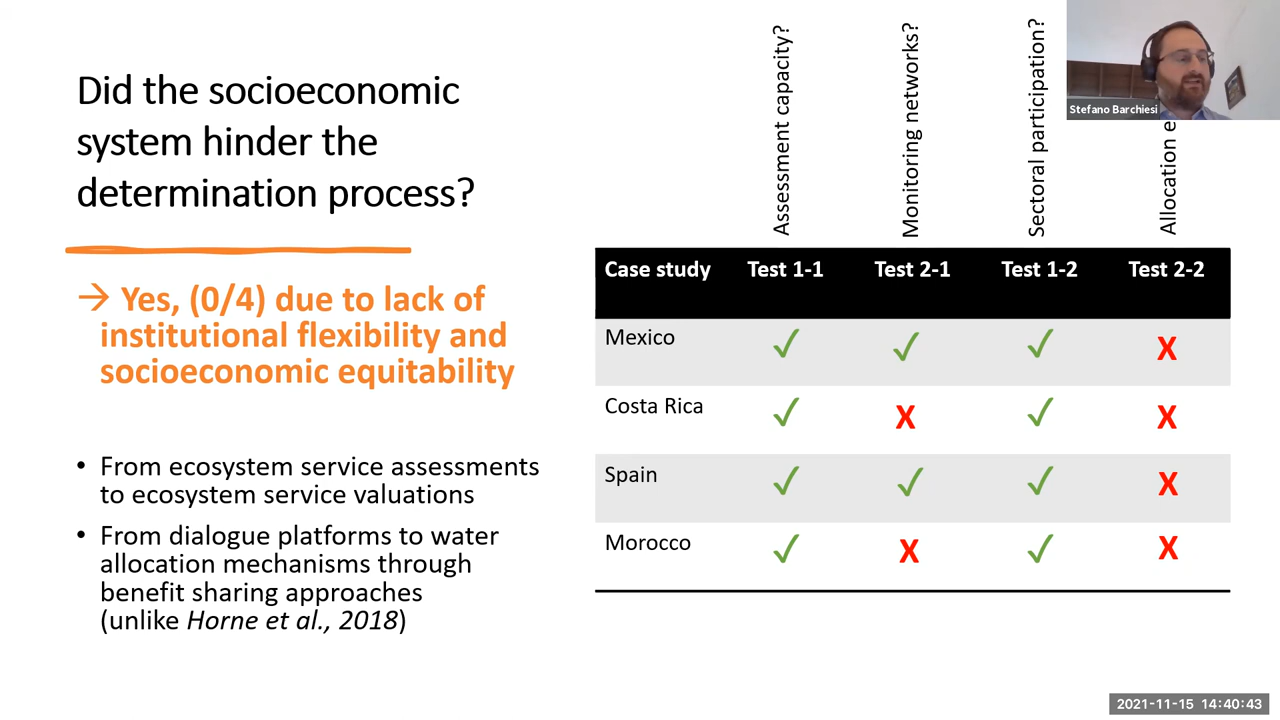 Did the socioeconomic
system hinder the
determination process?
→ Yes, (0/4) due to lack of
institutional flexibility and
socioeconomic equitability
• From ecosystem service assessments
to ecosystem service valuations
• From dialogue platforms to water
allocation mechanisms through
benefit sharing approaches
(unlike Horne et al., 2018)
Assessment capacity?
Monitoring networks?
Sectoral participation?
Allocation e
Case study Test 1-1 Test 2-1 Test 1-2 Test 2-2
Mexico ✓ ✓ ✓ X
Costa Rica ✓ X ✓ X
Spain ✓ ✓ ✓ X
Morocco ✓ X ✓ X
Stefano Barchiesi
2021-11-15 14:40:43